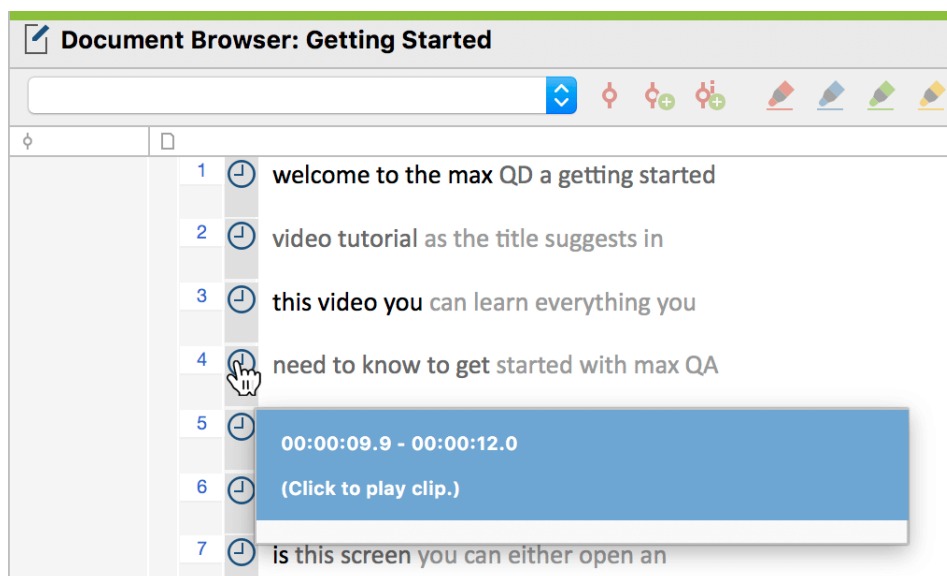 Document Browser: Getting Started
1 welcome to the max QD a getting started
2 video tutorial as the title suggests in
3 this video you can learn everything you
4 need to know to get started with max QA
5
00:00:09.9 - 00:00:12.0
6
(Click to play clip.)
7 is this screen you can either open an